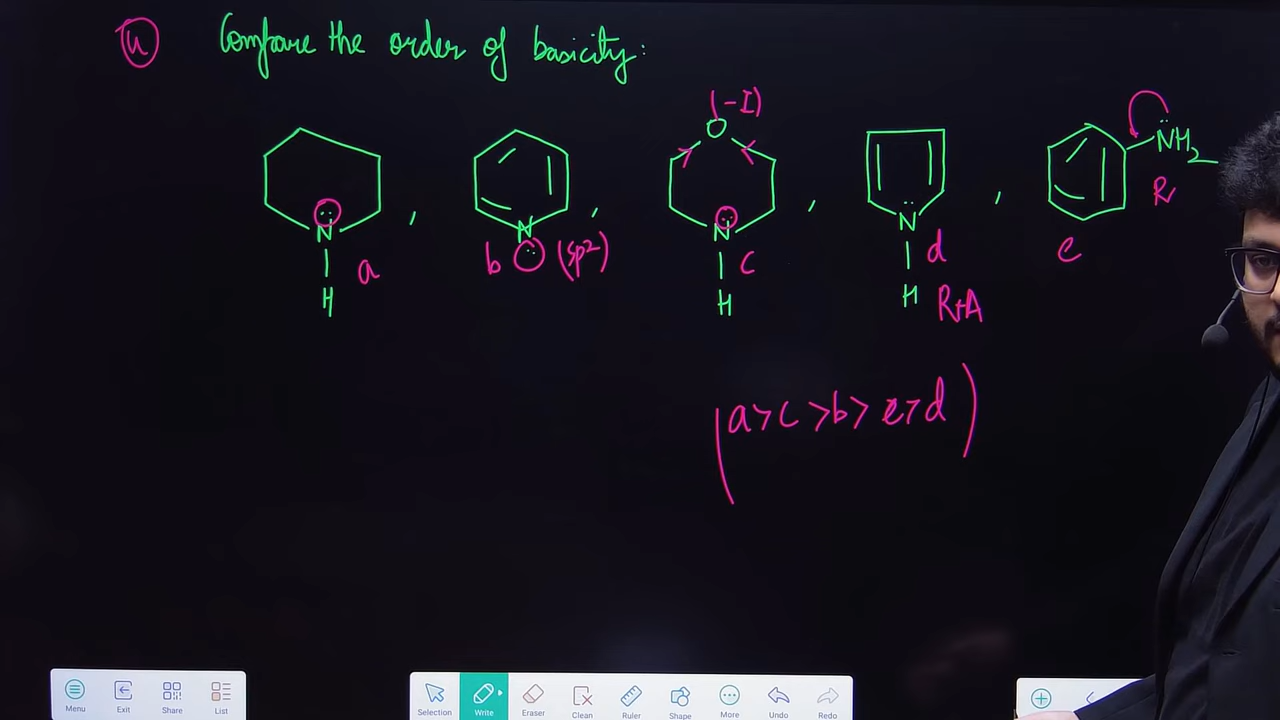 4 Compare the order of basicity:
(-I)
O
N
H
a
,
N
b (sp²)
,
N
H
c
,
N
H
d
R+A
,
NH₂
R
e
(a > c > b > e > d)
Menu Exit Share List
Selection Write Eraser Clean Ruler Shape More Undo Redo